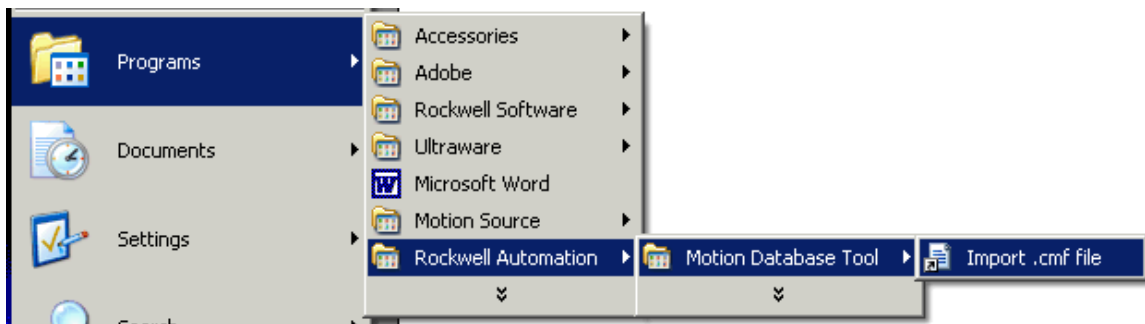 Programs
Documents
Settings
Search
Accessories
Adobe
Rockwell Software
Ultraware
Microsoft Word
Motion Source
Rockwell Automation
Motion Database Tool
Import .cmf file